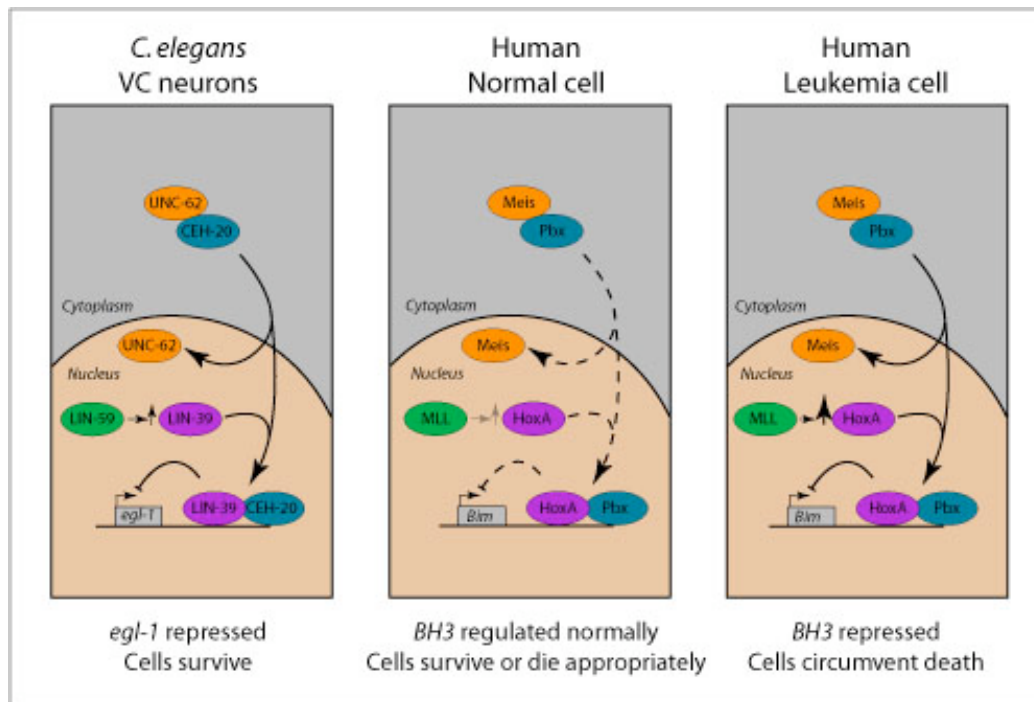 C. elegans
VC neurons
UNC-62
CEH-20
Cytoplasm
UNC-62
Nucleus
LIN-59
LIN-39
egl-1
LIN-39
CEH-20
egl-1 repressed
Cells survive
Human
Normal cell
Meis
Pbx
Cytoplasm
Meis
Nucleus
MLL
HoxA
Bim
HoxA
Pbx
BH3 regulated normally
Cells survive or die appropriately
Human
Leukemia cell
Meis
Pbx
Cytoplasm
Meis
Nucleus
MLL
HoxA
Bim
HoxA
Pbx
BH3 repressed
Cells circumvent death